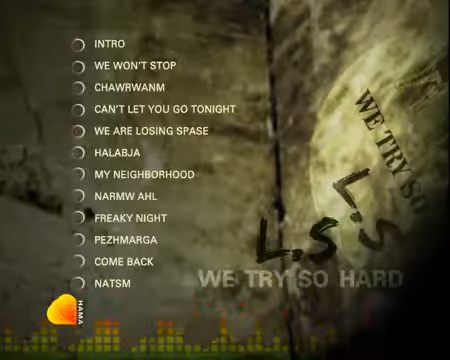 INTRO
WE WON'T STOP
CHAWRWANM
CAN'T LET YOU GO TONIGHT
WE ARE LOSING SPASE
HALABJA
MY NEIGHBORHOOD
NARMW AHL
FREAKY NIGHT
PEZHMARGA
COME BACK
NATSM
WE TRY SO
L.S
L.S
WE TRY SO HARD
HAMA